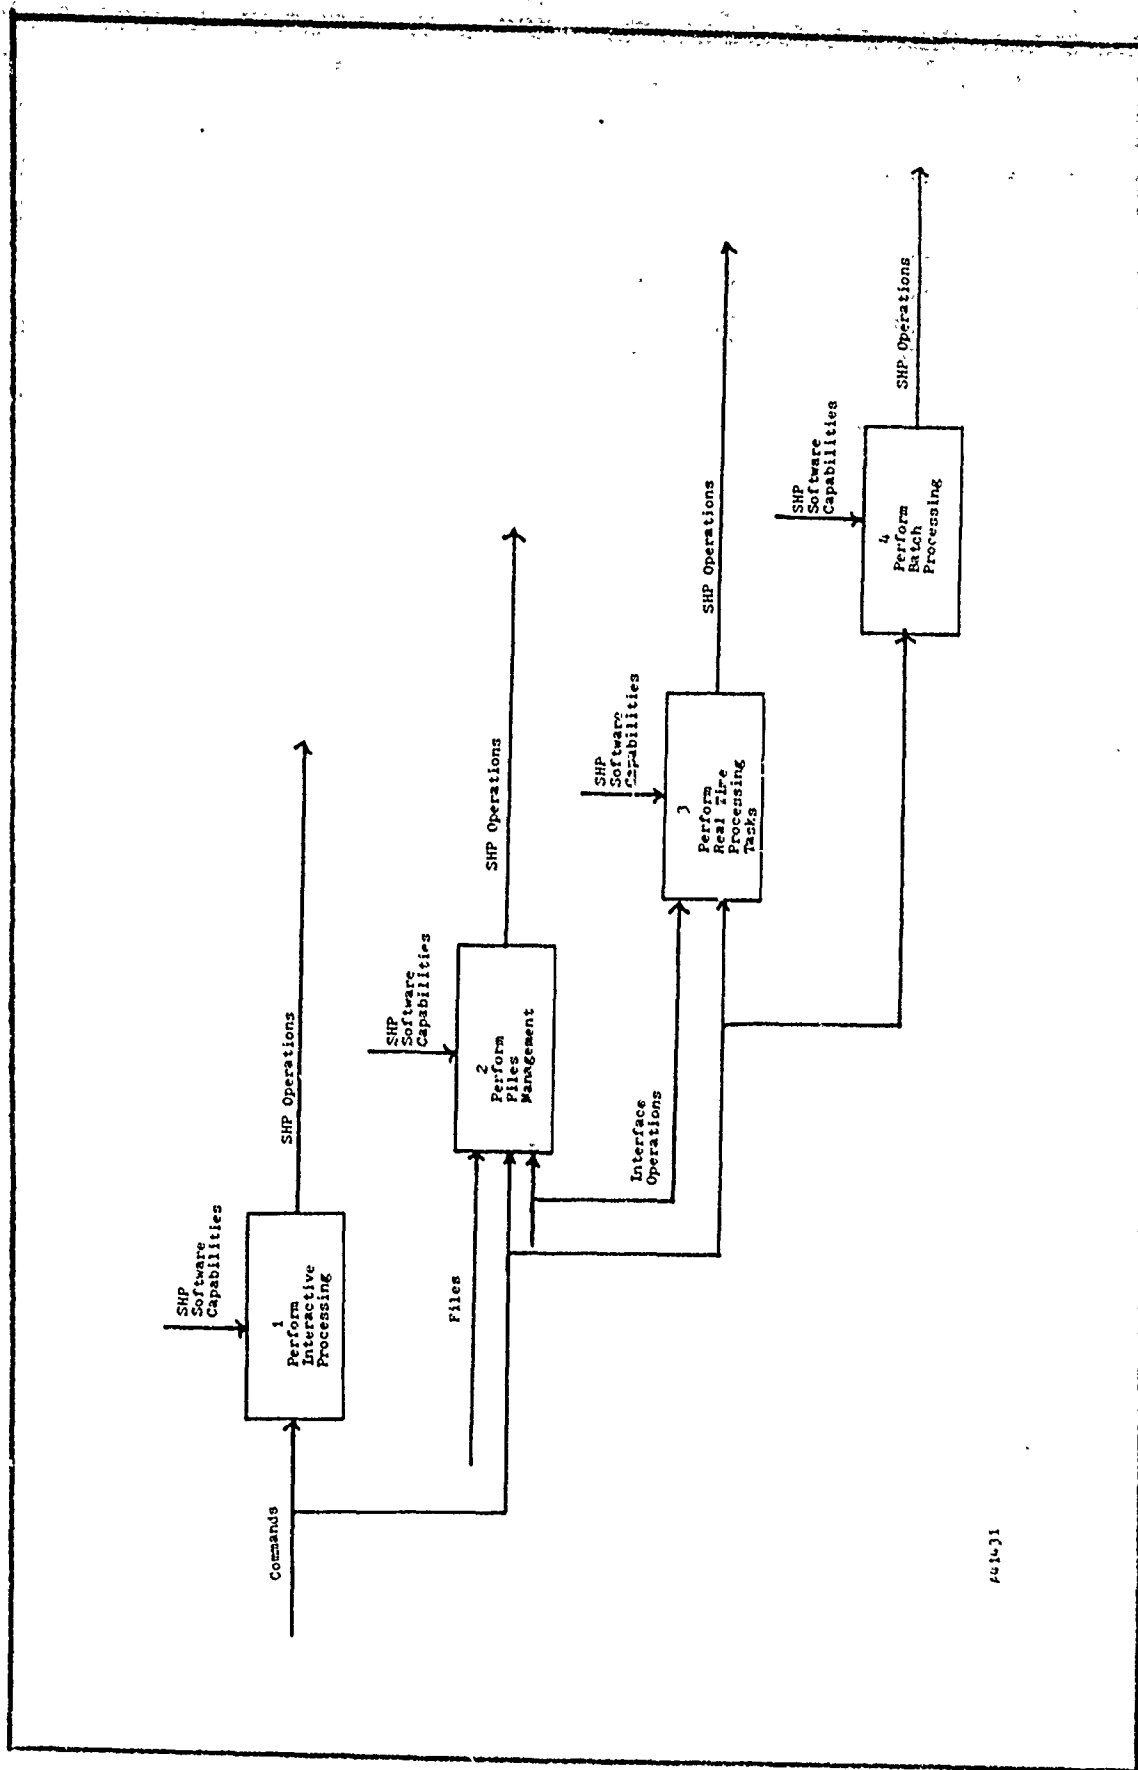 SHP
Software
Capabilities
Commands
1
Perform
Interactive
Processing
SHP Operations
SHP
Software
Capabilities
Files
2
Perform
Files
Management
SHP Operations
Interface
Operations
SHP
Software
Capabilities
3
Perform
Real Time
Processing
Tasks
SHP Operations
SHP
Software
Capabilities
4
Perform
Batch
Processing
SHP Operations